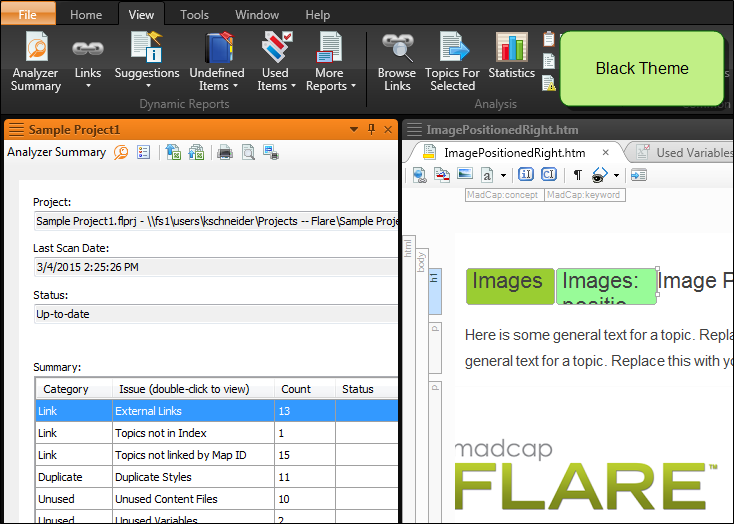 File Home View Tools Window Help
Analyzer Summary
Links
Suggestions
Undefined Items
Used Items
More Reports
Dynamic Reports
Browse Links
Topics For Selected
Statistics
Analysis
Black Theme
Sample Project1
Analyzer Summary
Project:
Sample Project1.flprj - \\fs1\users\kschneider\Projects -- Flare\Sample Proje
Last Scan Date:
3/4/2015 2:25:26 PM
Status:
Up-to-date
Summary:
Category Issue (double-click to view) Count Status
Link External Links 13
Link Topics not in Index 1
Link Topics not linked by Map ID 15
Duplicate Duplicate Styles 11
Unused Unused Content Files 10
Unused Unused Variables 2
ImagePositionedRight.htm
ImagePositionedRight.htm × Used Variables
MadCap:concept MadCap:keyword
html
body
h1
p
p
Images Images: Image P
positio
Here is some general text for a topic. Repla
general text for a topic. Replace this with yo
madcap
FLARE™